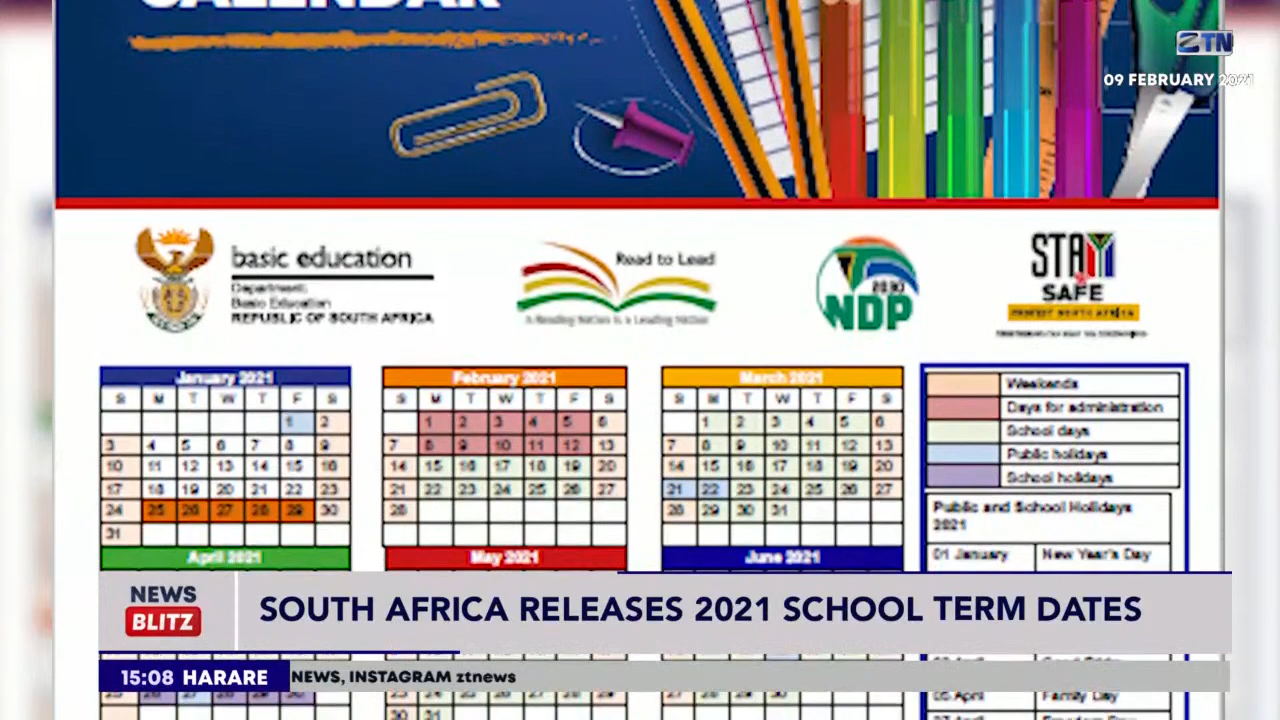 CALENDAR
ZTN
09 FEBRUARY 2021
basic education
Department:
Basic Education
REPUBLIC OF SOUTH AFRICA
Read to Lead
A Reading Nation is a Leading Nation
2030
NDP
STAY
SAFE
PROTECT SOUTH AFRICA
January 2021
S M T W T F S
1 2
3 4 5 6 7 8 9
10 11 12 13 14 15 16
17 18 19 20 21 22 23
24 25 26 27 28 29 30
31
February 2021
S M T W T F S
1 2 3 4 5 6
7 8 9 10 11 12 13
14 15 16 17 18 19 20
21 22 23 24 25 26 27
28
March 2021
S M T W T F S
1 2 3 4 5 6
7 8 9 10 11 12 13
14 15 16 17 18 19 20
21 22 23 24 25 26 27
28 29 30 31
Weekends
Days for administration
School days
Public holidays
School holidays
Public and School Holidays
2021
01 January New Year's Day
April 2021
May 2021
June 2021
NEWS
BLITZ
SOUTH AFRICA RELEASES 2021 SCHOOL TERM DATES
15:08 HARARE
NEWS, INSTAGRAM ztnews
05 April Family Day
30 31